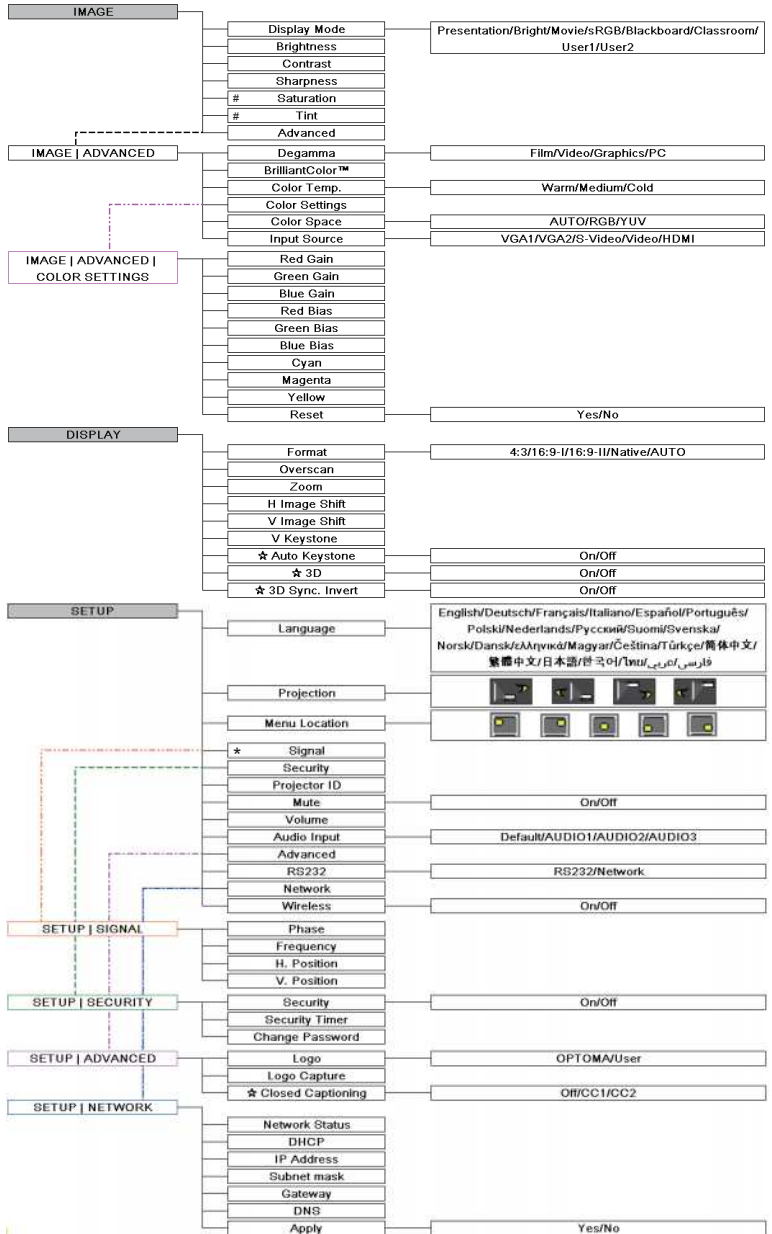 IMAGE
Display Mode
Presentation/Bright/Movie/sRGB/Blackboard/Classroom/
User1/User2
Brightness
Contrast
Sharpness
# Saturation
# Tint
Advanced
IMAGE | ADVANCED
Degamma
Film/Video/Graphics/PC
BrilliantColor™
Color Temp.
Warm/Medium/Cold
Color Settings
Color Space
AUTO/RGB/YUV
Input Source
VGA1/VGA2/S-Video/Video/HDMI
IMAGE | ADVANCED |
COLOR SETTINGS
Red Gain
Green Gain
Blue Gain
Red Bias
Green Bias
Blue Bias
Cyan
Magenta
Yellow
Reset
Yes/No
DISPLAY
Format
4:3/16:9-I/16:9-II/Native/AUTO
Overscan
Zoom
H Image Shift
V Image Shift
V Keystone
☆ Auto Keystone
On/Off
☆ 3D
On/Off
☆ 3D Sync. Invert
On/Off
SETUP
Language
English/Deutsch/Français/Italiano/Español/Português/
Polski/Nederlands/Русский/Suomi/Svenska/
Norsk/Dansk/ελληνικά/Magyar/Čeština/Türkçe/简体中文/
繁體中文/日本語/한국어/ไทย/عربي/فارسی
Projection
Menu Location
* Signal
Security
Projector ID
Mute
On/Off
Volume
Audio Input
Default/AUDIO1/AUDIO2/AUDIO3
Advanced
RS232
RS232/Network
Network
Wireless
On/Off
SETUP | SIGNAL
Phase
Frequency
H. Position
V. Position
SETUP | SECURITY
Security
On/Off
Security Timer
Change Password
SETUP | ADVANCED
Logo
OPTOMA/User
Logo Capture
☆ Closed Captioning
Off/CC1/CC2
SETUP | NETWORK
Network Status
DHCP
IP Address
Subnet mask
Gateway
DNS
Apply
Yes/No